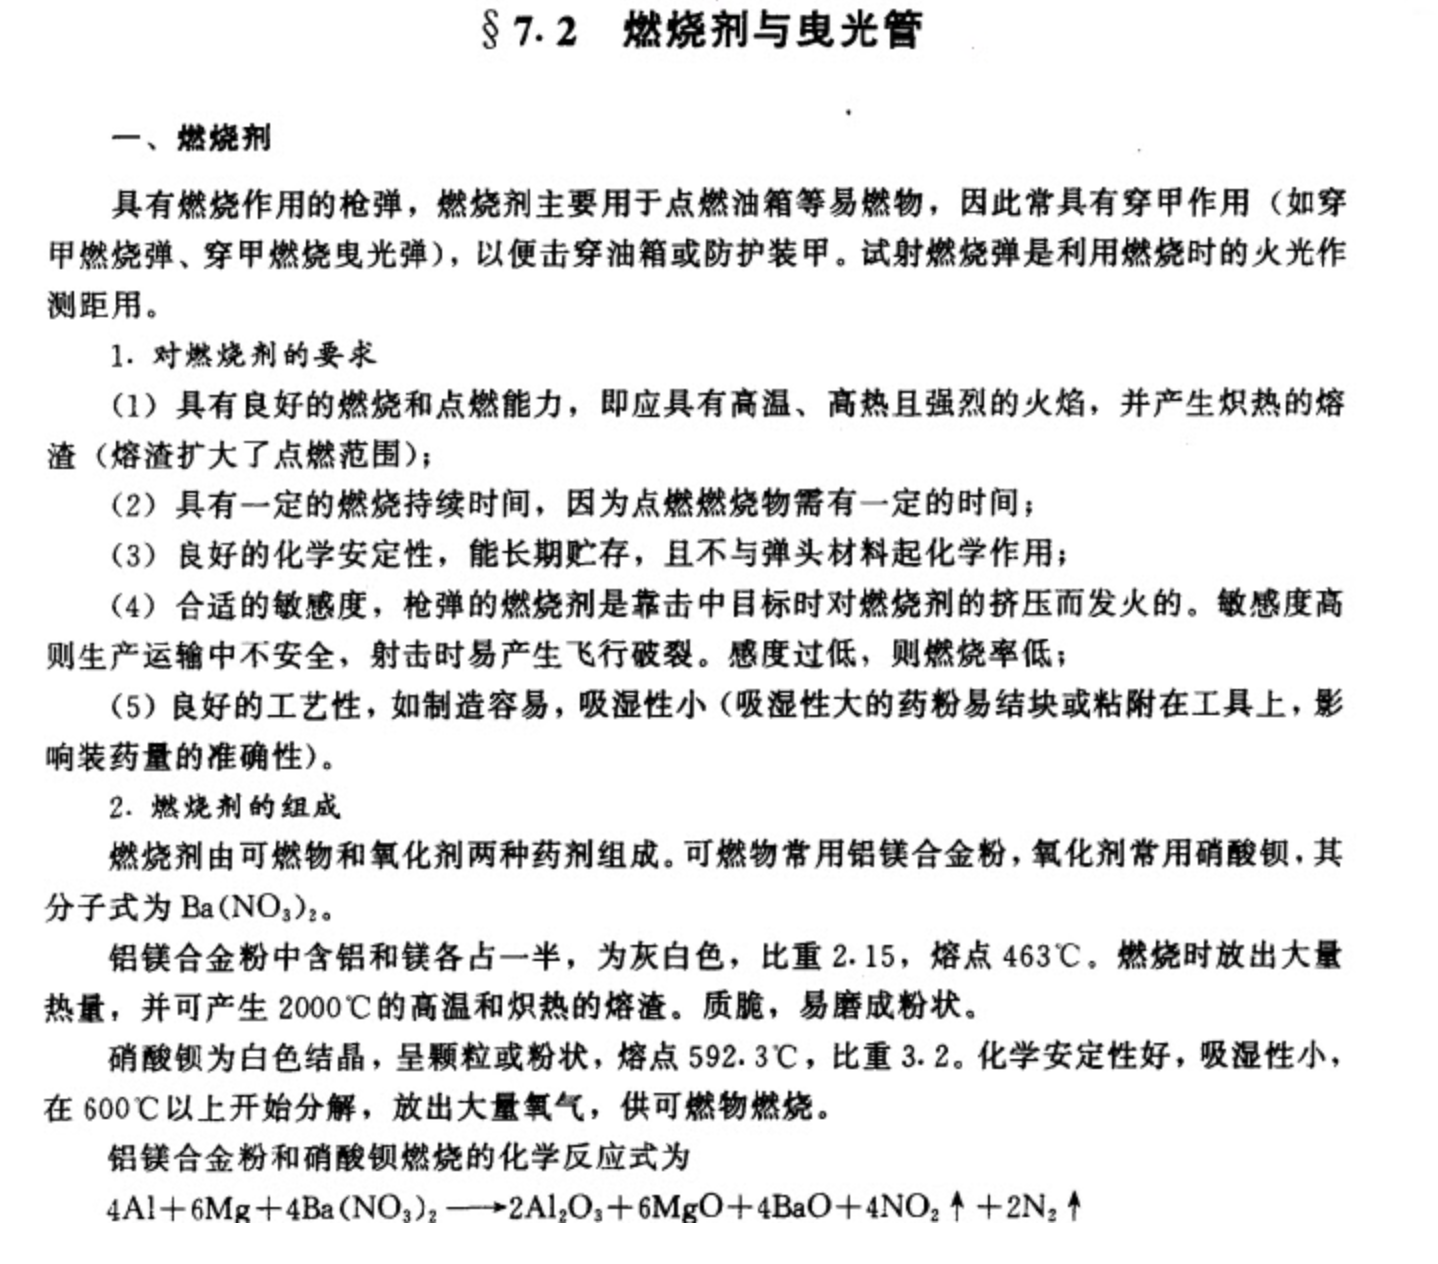 §7.2 燃烧剂与曳光管
一、燃烧剂
具有燃烧作用的枪弹，燃烧剂主要用于点燃油箱等易燃物，因此常具有穿甲作用（如穿
甲燃烧弹、穿甲燃烧曳光弹），以便击穿油箱或防护装甲。试射燃烧弹是利用燃烧时的火光作
测距用。
1. 对燃烧剂的要求
（1）具有良好的燃烧和点燃能力，即应具有高温、高热且强烈的火焰，并产生炽热的熔
渣（熔渣扩大了点燃范围）；
（2）具有一定的燃烧持续时间，因为点燃燃烧物需有一定的时间；
（3）良好的化学安定性，能长期贮存，且不与弹头材料起化学作用；
（4）合适的敏感度，枪弹的燃烧剂是靠击中目标时对燃烧剂的挤压而发火的。敏感度高
则生产运输中不安全，射击时易产生飞行破裂。感度过低，则燃烧率低；
（5）良好的工艺性，如制造容易，吸湿性小（吸湿性大的药粉易结块或粘附在工具上，影
响装药量的准确性）。
2. 燃烧剂的组成
燃烧剂由可燃物和氧化剂两种药剂组成。可燃物常用铝镁合金粉，氧化剂常用硝酸钡，其
分子式为 Ba(NO₃)₂。
铝镁合金粉中含铝和镁各占一半，为灰白色，比重 2.15，熔点 463℃。燃烧时放出大量
热量，并可产生 2000℃的高温和炽热的熔渣。质脆，易磨成粉状。
硝酸钡为白色结晶，呈颗粒或粉状，熔点 592.3℃，比重 3.2。化学安定性好，吸湿性小，
在 600℃以上开始分解，放出大量氧气，供可燃物燃烧。
铝镁合金粉和硝酸钡燃烧的化学反应式为
4Al+6Mg+4Ba(NO₃)₂⟶2Al₂O₃+6MgO+4BaO+4NO₂↑+2N₂↑